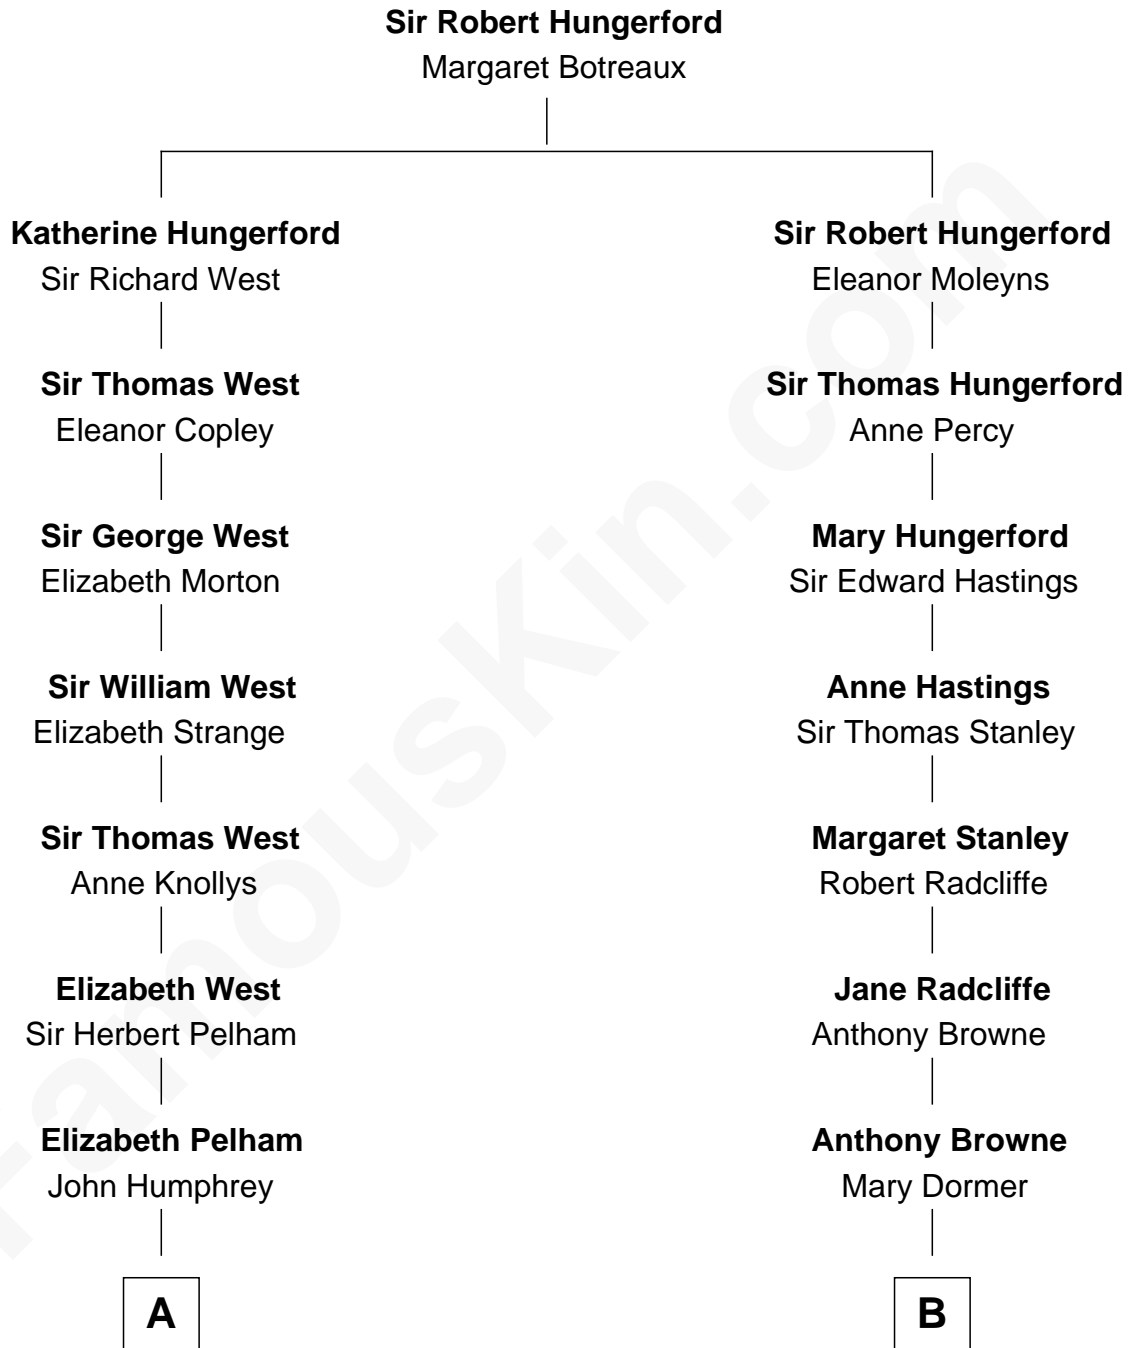 Sir Robert Hungerford
Margaret Botreaux
Katherine Hungerford
Sir Richard West
Sir Robert Hungerford
Eleanor Moleyns
Sir Thomas West
Eleanor Copley
Sir Thomas Hungerford
Anne Percy
Sir George West
Elizabeth Morton
Mary Hungerford
Sir Edward Hastings
Sir William West
Elizabeth Strange
Anne Hastings
Sir Thomas Stanley
Sir Thomas West
Anne Knollys
Margaret Stanley
Robert Radcliffe
Elizabeth West
Sir Herbert Pelham
Jane Radcliffe
Anthony Browne
Elizabeth Pelham
John Humphrey
Anthony Browne
Mary Dormer
A
B
FamousKin.com